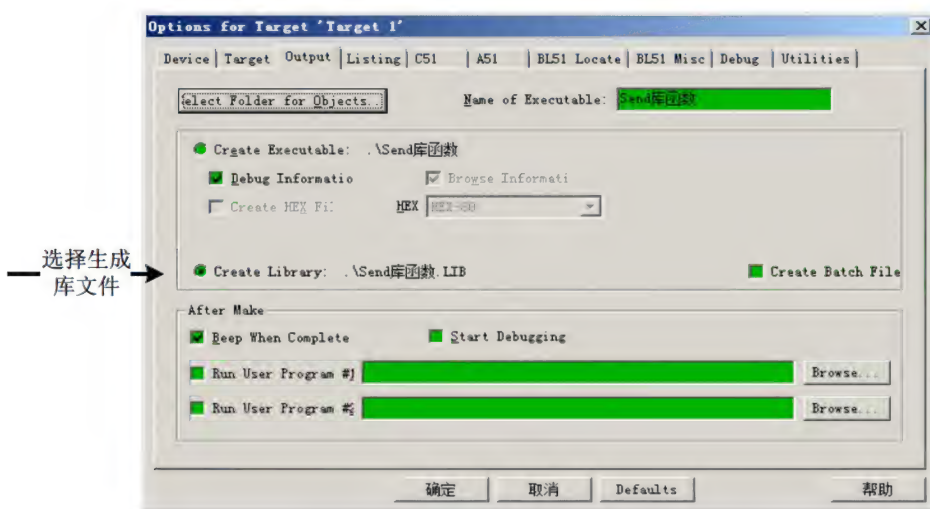 Options for Target 'Target 1'
Device Target Output Listing C51 A51 BL51 Locate BL51 Misc Debug Utilities
elect Folder for Objects.. Name of Executable: Send库函数
Create Executable: .\Send库函数
Debug Informatio Browse Informati
Create HEX Fi: HEX HEX-80
选择生成
库文件
Create Library: .\Send库函数.LIB Create Batch File
After Make
Beep When Complete Start Debugging
Run User Program #1 Browse...
Run User Program #2 Browse...
确定 取消 Defaults 帮助